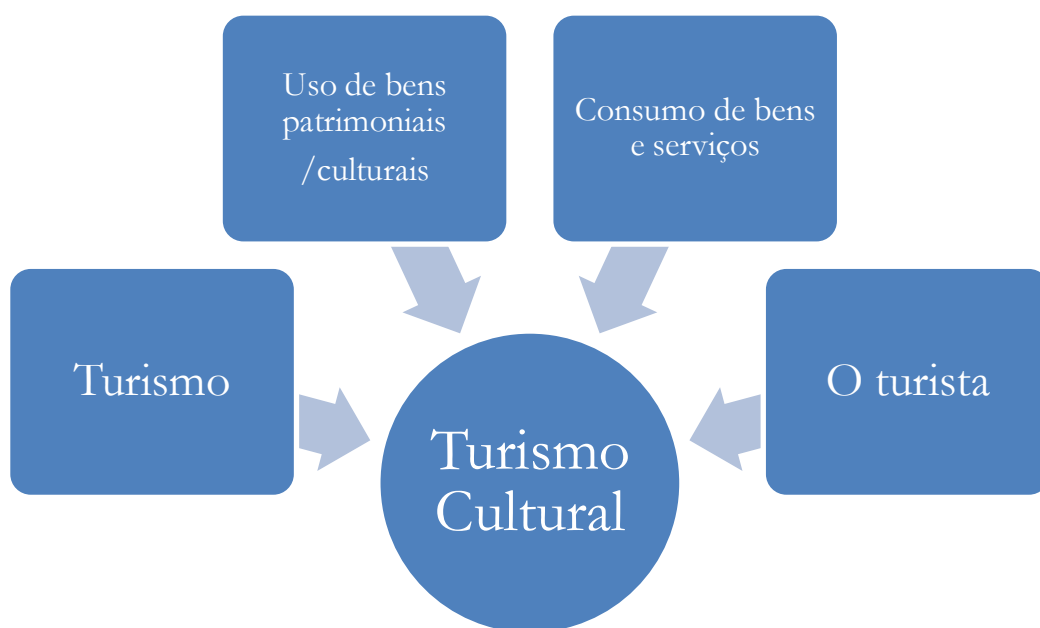 Uso de bens
patrimoniais
/culturais
Consumo de bens
e serviços
Turismo
O turista
Turismo
Cultural